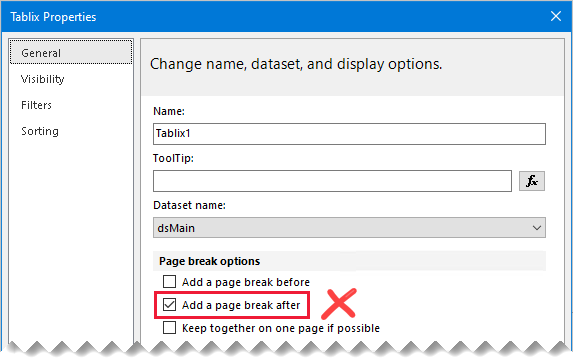 Tablix Properties
General
Visibility
Filters
Sorting
Change name, dataset, and display options.
Name:
Tablix1
ToolTip:
fx
Dataset name:
dsMain
Page break options
Add a page break before
Add a page break after
Keep together on one page if possible